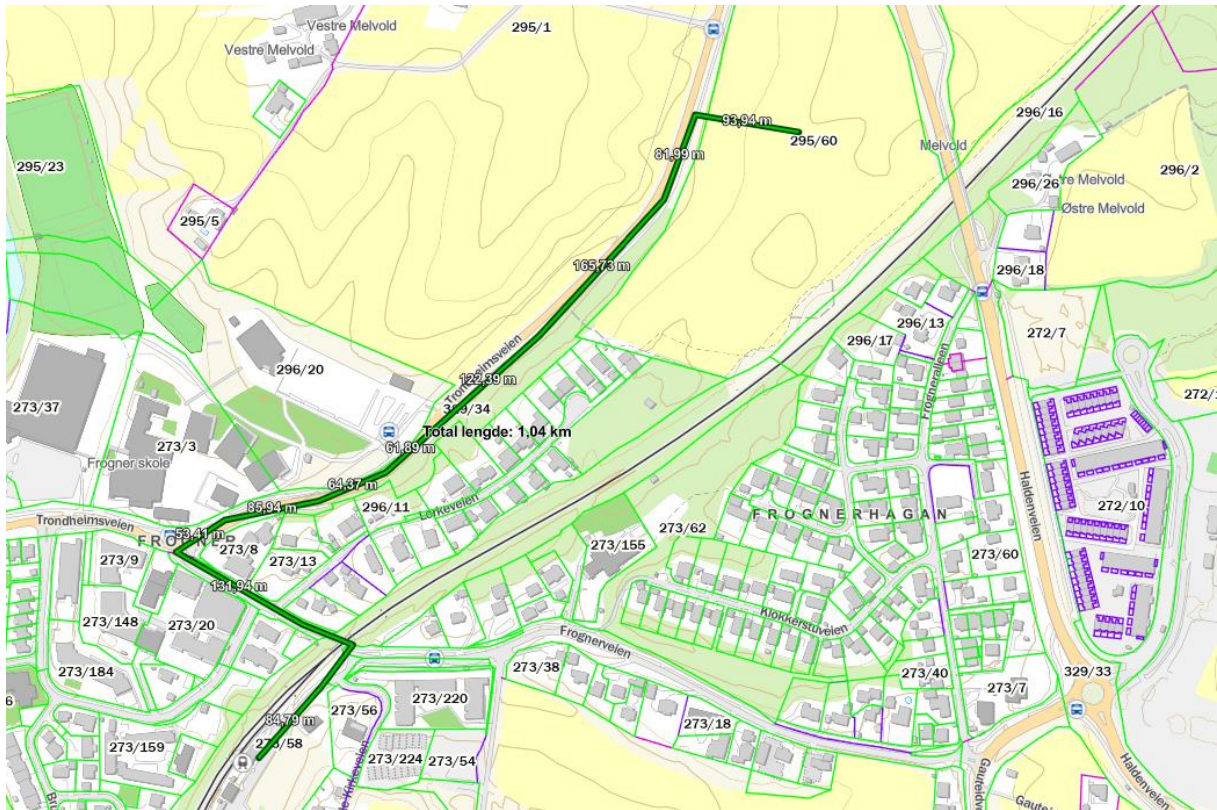 Vestre Melvold
Vestre Melvold
295/1
295/23
295/5
93,94 m
295/60
81,99 m
296/16
Melvold
296/26
Østre Melvold
296/2
165,73 m
296/18
296/13
296/17
272/7
Frogneralleen
296/20
Trondheimsveien
122,39 m
Total lengde: 1,04 km
61,89 m
273/37
273/3
Frogner skole
64,37 m
85,94 m
296/11
Lerkeveien
Haldenveien
272/10
FROGNERHAGAN
Trondheimsveien
53,41 m
273/8
273/9
273/13
273/62
273/155
273/60
131,94 m
273/148
273/20
Klokkerstuveien
Frognerveien
273/184
273/38
273/40
329/33
273/7
273/220
273/56
273/18
84,79 m
273/58
273/159
273/224
273/54
Haldenveien